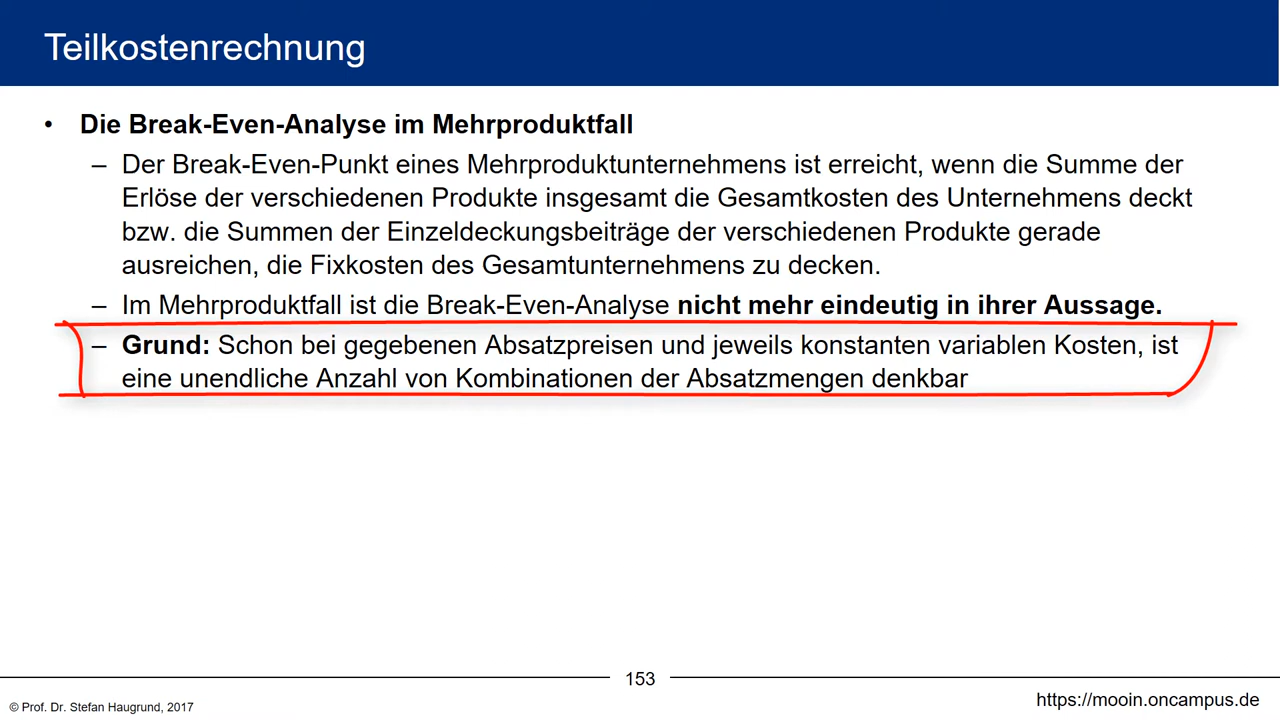 Teilkostenrechnung
• Die Break-Even-Analyse im Mehrproduktfall
– Der Break-Even-Punkt eines Mehrproduktunternehmens ist erreicht, wenn die Summe der
Erlöse der verschiedenen Produkte insgesamt die Gesamtkosten des Unternehmens deckt
bzw. die Summen der Einzeldeckungsbeiträge der verschiedenen Produkte gerade
ausreichen, die Fixkosten des Gesamtunternehmens zu decken.
– Im Mehrproduktfall ist die Break-Even-Analyse nicht mehr eindeutig in ihrer Aussage.
– Grund: Schon bei gegebenen Absatzpreisen und jeweils konstanten variablen Kosten, ist
eine unendliche Anzahl von Kombinationen der Absatzmengen denkbar
153
© Prof. Dr. Stefan Haugrund, 2017
https://mooin.oncampus.de